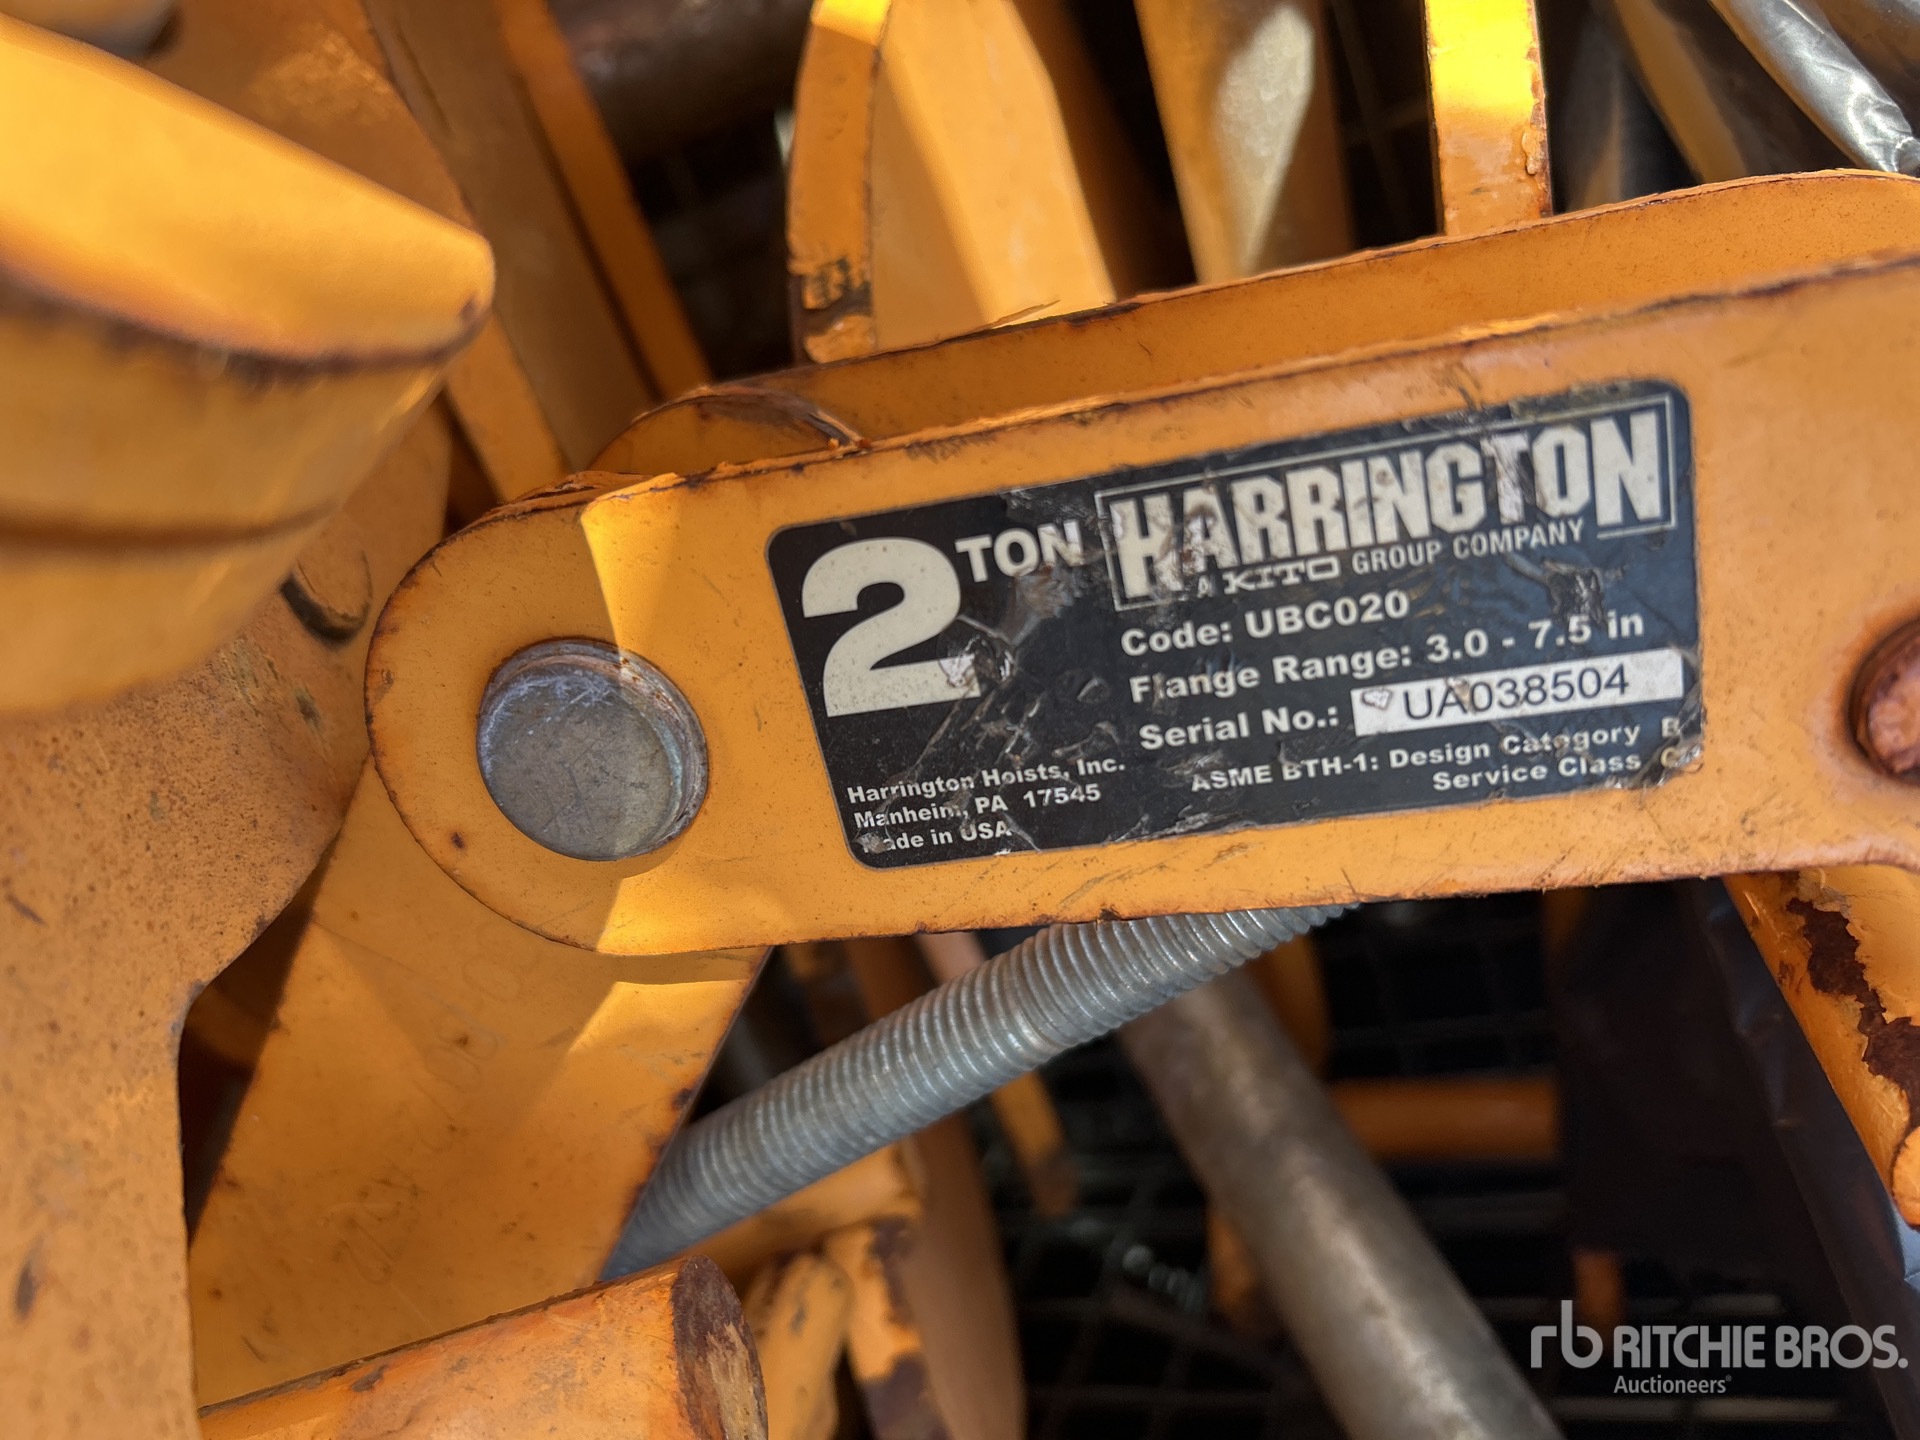 2 TON
HARRINGTON
A KITO GROUP COMPANY
Code: UBC020
Flange Range: 3.0 - 7.5 in
Serial No.: UA038504
ASME BTH-1: Design Category B
Service Class C
Harrington Hoists, Inc.
Manheim, PA 17545
Made in USA
rb RITCHIE BROS.
Auctioneers